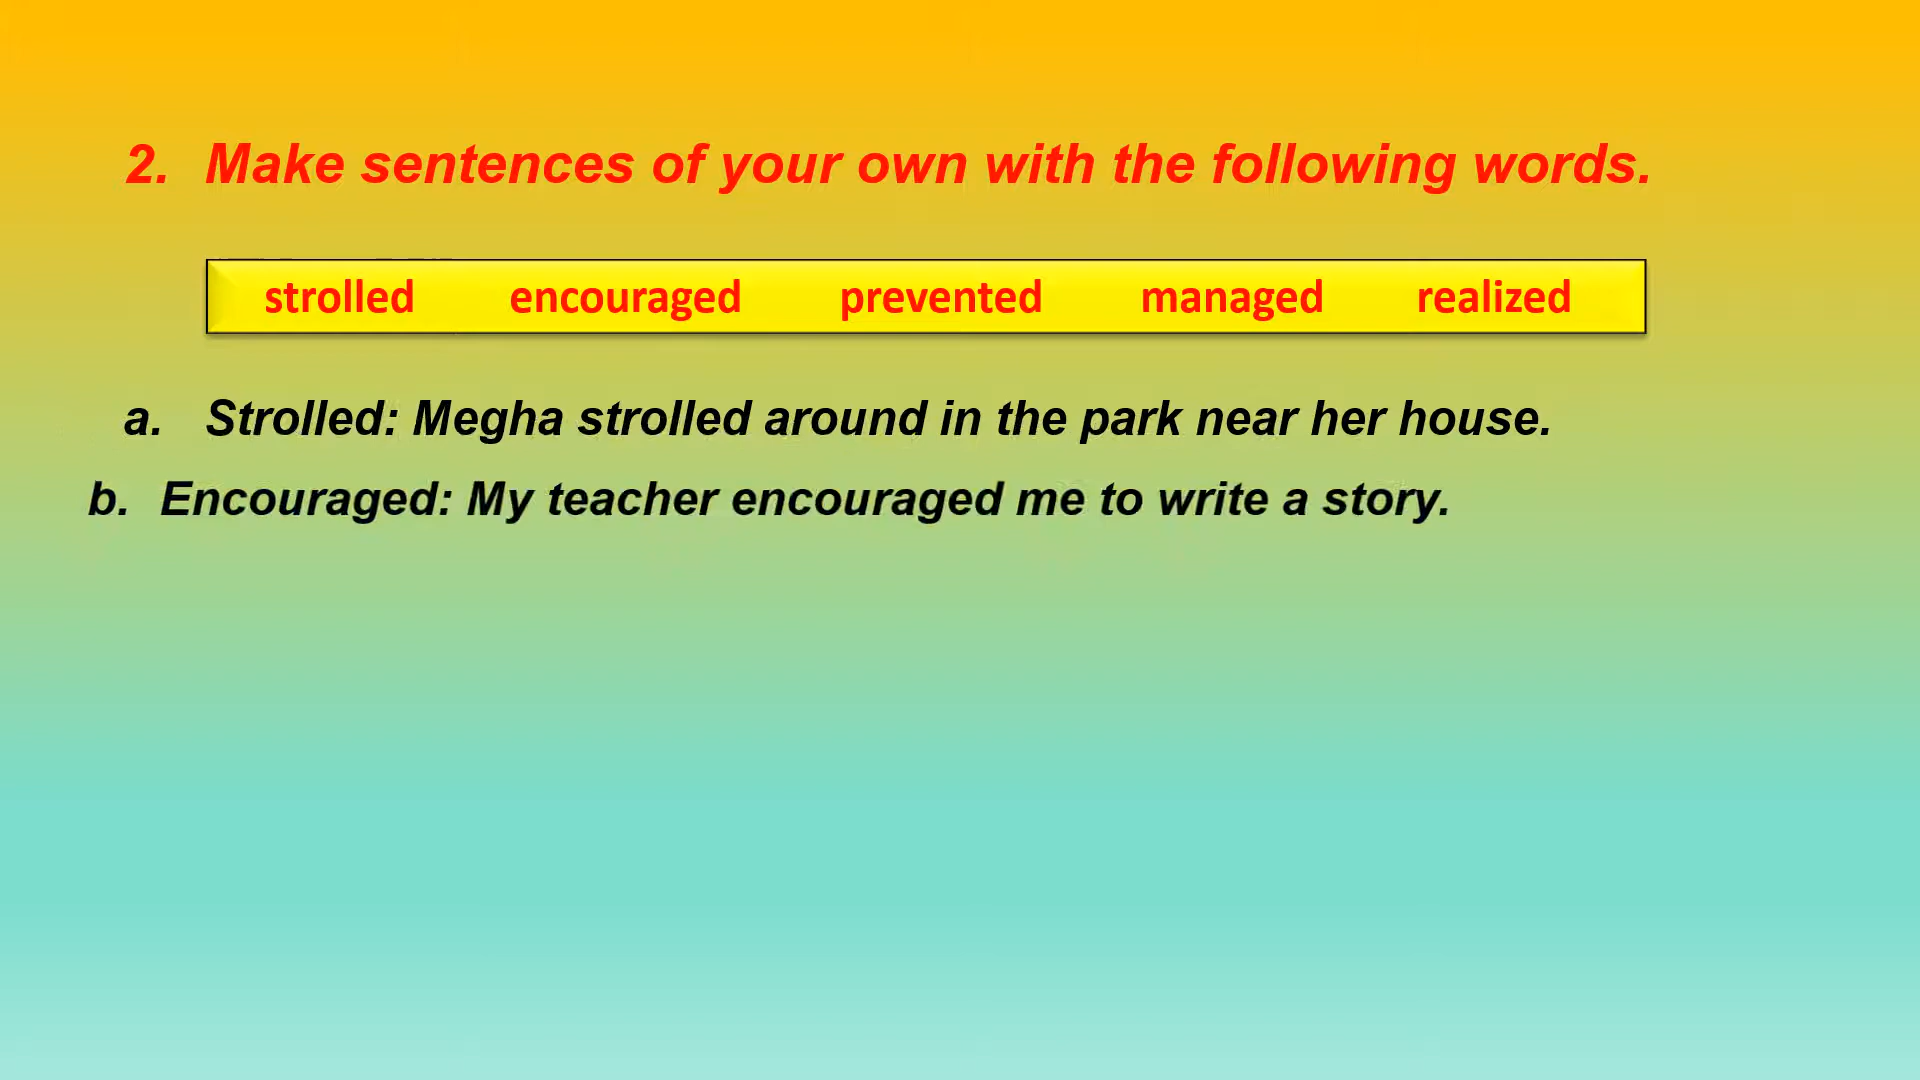 2. Make sentences of your own with the following words.
strolled encouraged prevented managed realized
a. Strolled: Megha strolled around in the park near her house.
b. Encouraged: My teacher encouraged me to write a story.